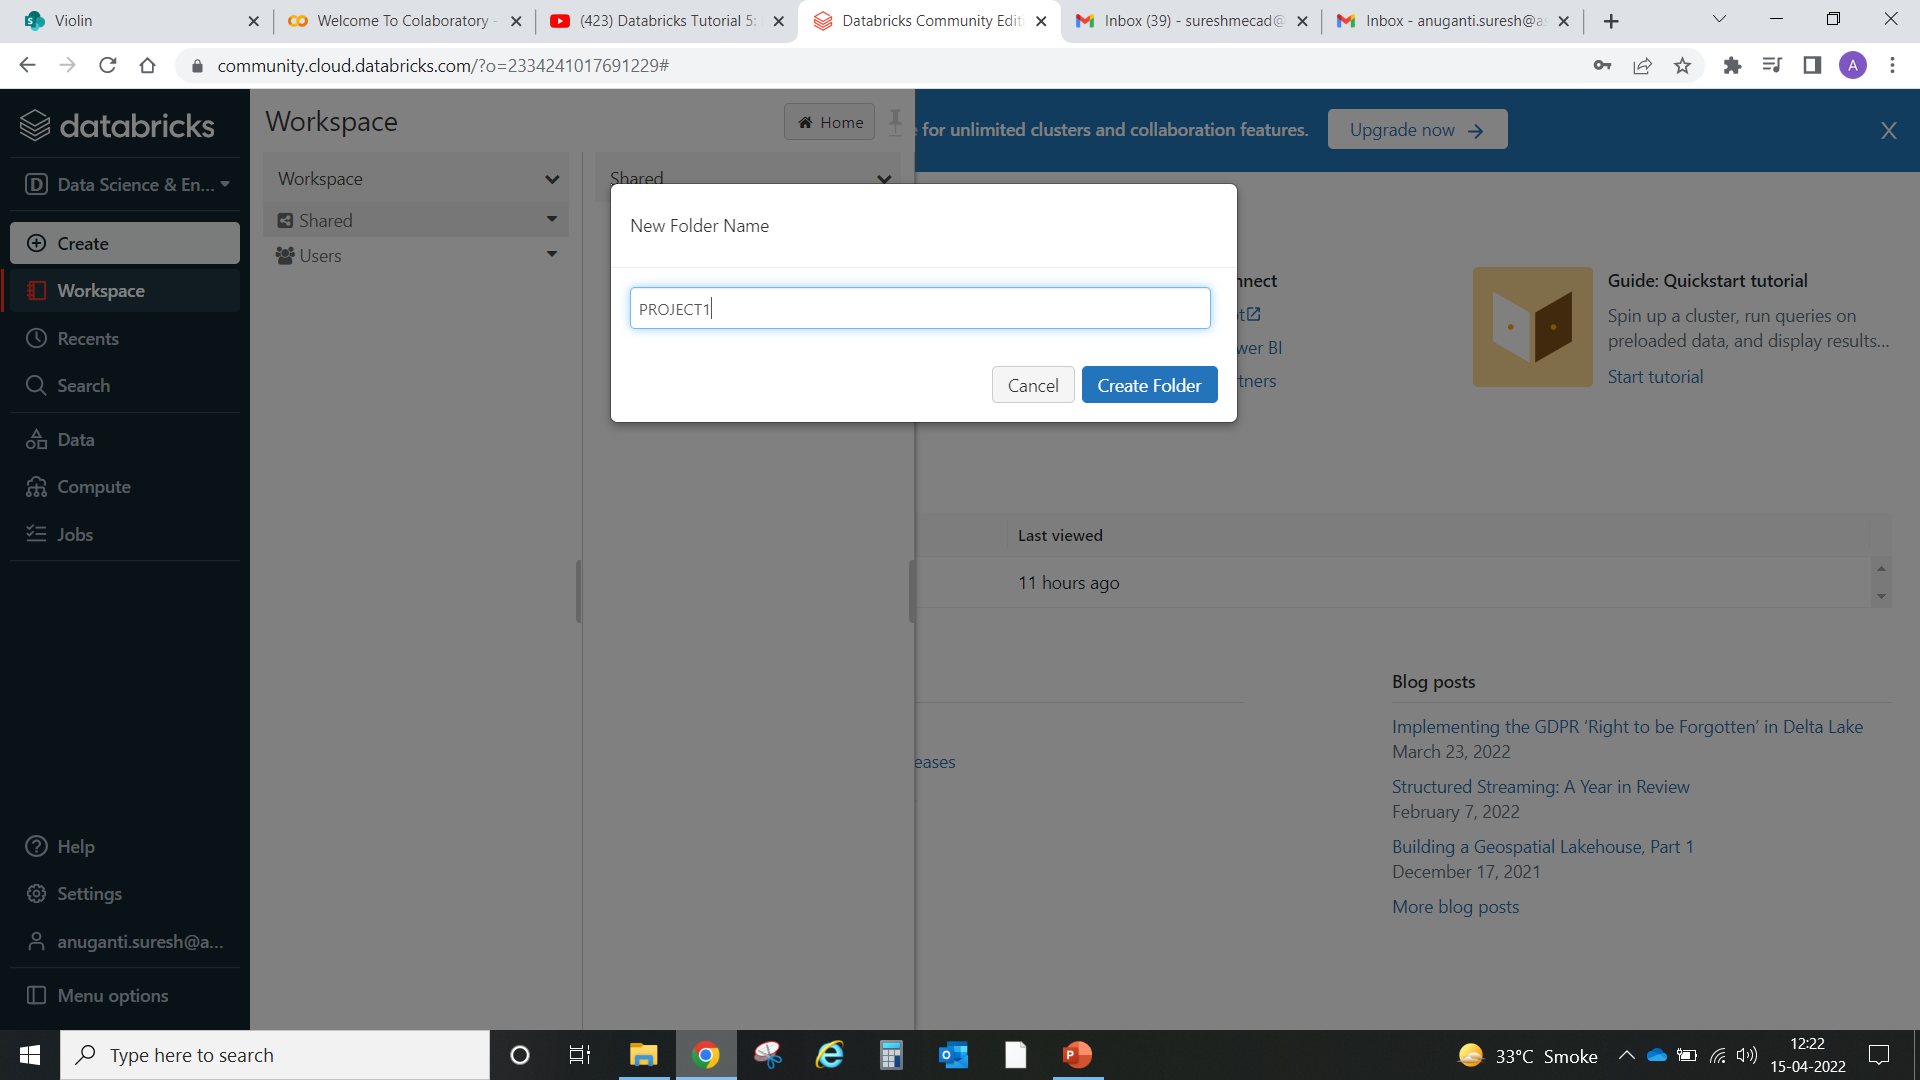 Violin
Welcome To Colaboratory -
(423) Databricks Tutorial 5:
Databricks Community Editi
Inbox (39) - sureshmecad@
Inbox - anuganti.suresh@a
community.cloud.databricks.com/?o=2334241017691229#
A
databricks
Workspace
Home
for unlimited clusters and collaboration features.
Upgrade now
X
D Data Science & En...
Workspace
Shared
Shared
Users
Create
Workspace
Recents
Search
Data
Compute
Jobs
New Folder Name
PROJECT1
Cancel
Create Folder
nnect
wer BI
tners
Guide: Quickstart tutorial
Spin up a cluster, run queries on
preloaded data, and display results...
Start tutorial
Last viewed
11 hours ago
eases
Blog posts
Implementing the GDPR ‘Right to be Forgotten’ in Delta Lake
March 23, 2022
Structured Streaming: A Year in Review
February 7, 2022
Building a Geospatial Lakehouse, Part 1
December 17, 2021
More blog posts
Help
Settings
anuganti.suresh@a...
Menu options
Type here to search
33°C Smoke
12:22
15-04-2022